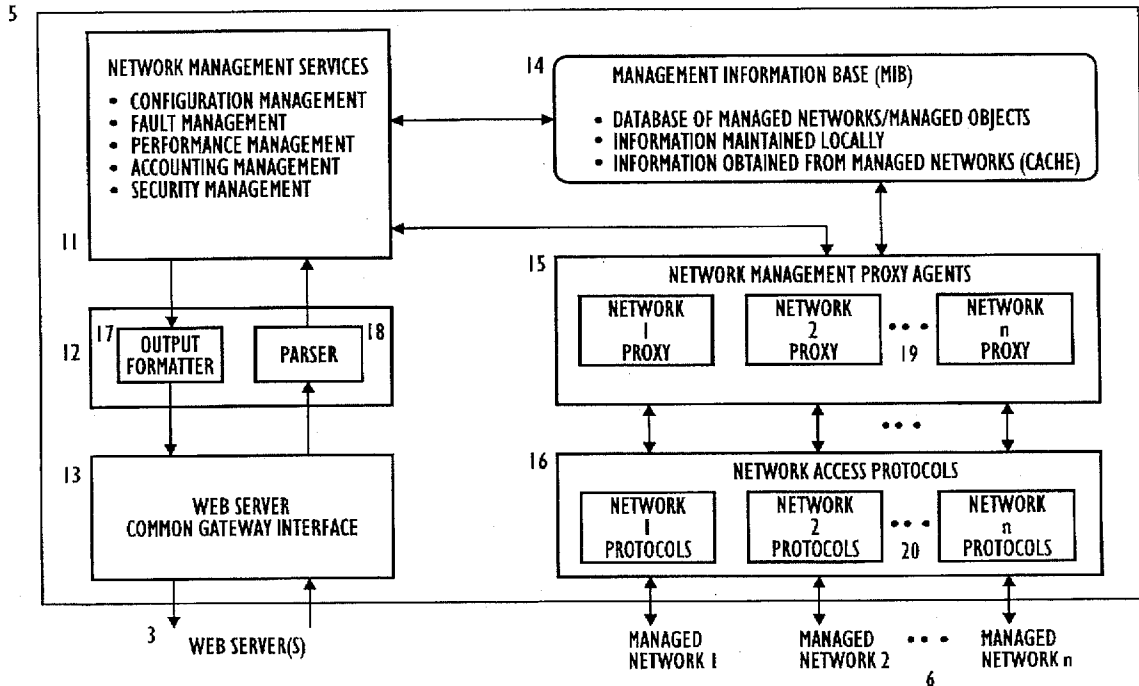 5
NETWORK MANAGEMENT SERVICES
• CONFIGURATION MANAGEMENT
• FAULT MANAGEMENT
• PERFORMANCE MANAGEMENT
• ACCOUNTING MANAGEMENT
• SECURITY MANAGEMENT
11
14
MANAGEMENT INFORMATION BASE (MIB)
• DATABASE OF MANAGED NETWORKS/MANAGED OBJECTS
• INFORMATION MAINTAINED LOCALLY
• INFORMATION OBTAINED FROM MANAGED NETWORKS (CACHE)
12
17
OUTPUT
FORMATTER
PARSER
18
15
NETWORK MANAGEMENT PROXY AGENTS
NETWORK
1
PROXY
NETWORK
2
PROXY
• • •
19
NETWORK
n
PROXY
• • •
13
WEB SERVER
COMMON GATEWAY INTERFACE
16
NETWORK ACCESS PROTOCOLS
NETWORK
1
PROTOCOLS
NETWORK
2
PROTOCOLS
• • •
20
NETWORK
n
PROTOCOLS
3
WEB SERVER(S)
MANAGED
NETWORK 1
MANAGED
NETWORK 2
• • •
6
MANAGED
NETWORK n